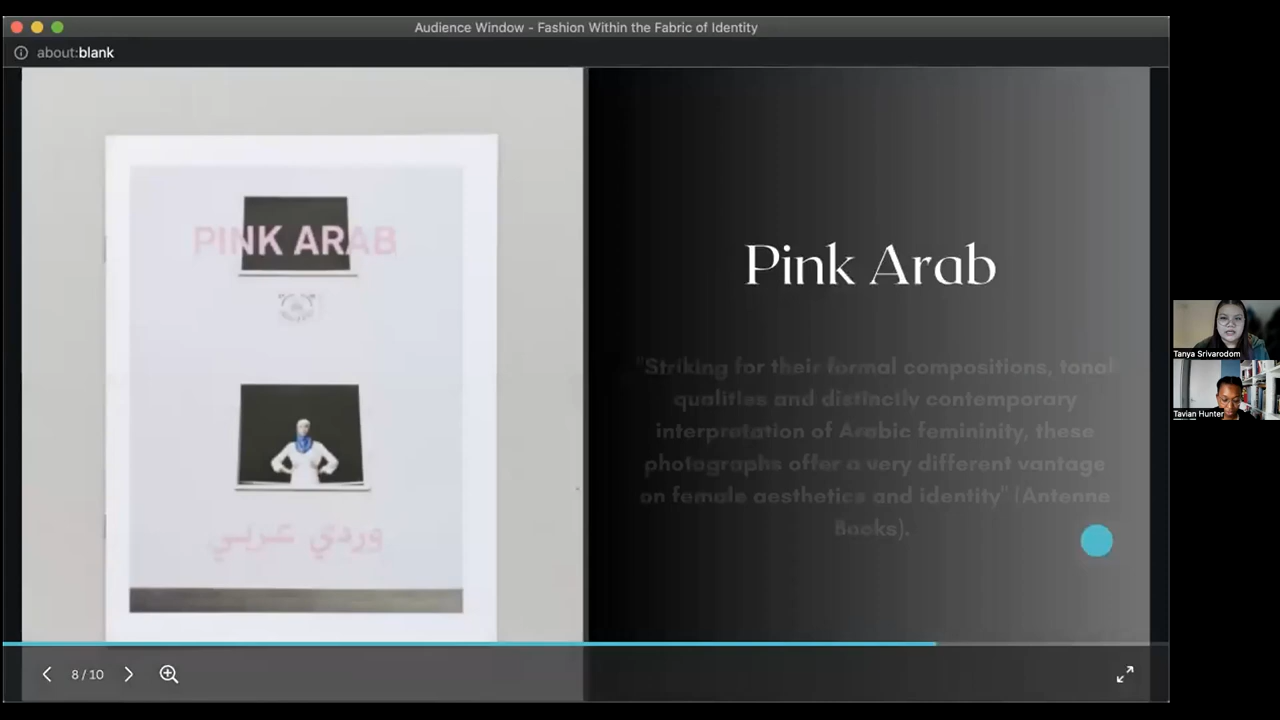 Audience Window - Fashion Within the Fabric of Identity
about:blank
PINK ARAB
وردي عربي
Pink Arab
"Striking for their formal compositions, tonal
qualities and distinctly contemporary
interpretation of Arabic femininity, these
photographs offer a very different vantage
on female aesthetics and identity" (Antenne
Books).
8 / 10
Tanya Srivarodom
Tavian Hunter